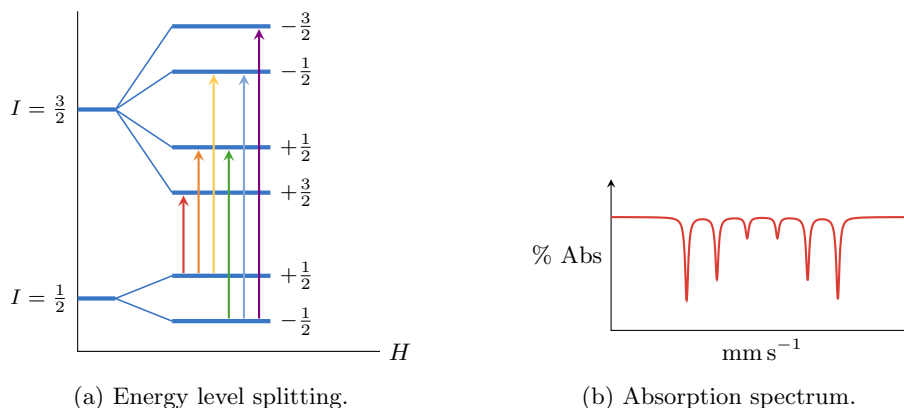 −3/2
−1/2
I = 3/2
+1/2
+3/2
+1/2
I = 1/2
−1/2
H
(a) Energy level splitting.
% Abs
mm s⁻¹
(b) Absorption spectrum.